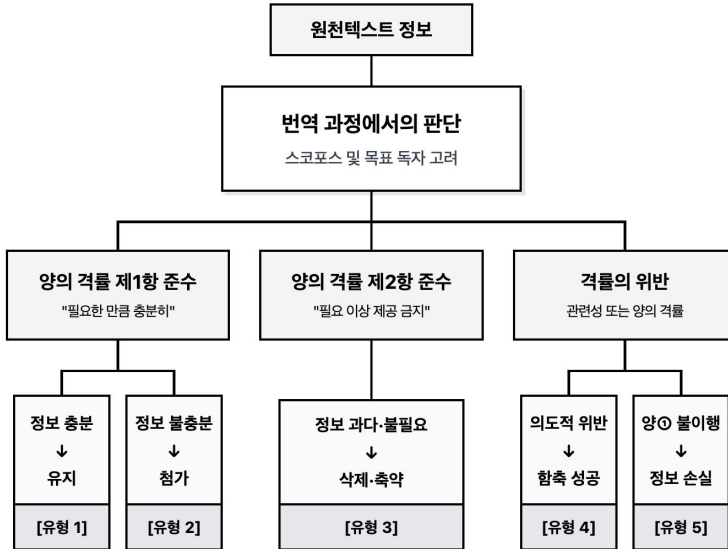 원천텍스트 정보
번역 과정에서의 판단
스코포스 및 목표 독자 고려
양의 격률 제1항 준수
"필요한 만큼 충분히"
양의 격률 제2항 준수
"필요 이상 제공 금지"
격률의 위반
관련성 또는 양의 격률
정보 충분
↓
유지
[유형 1]
정보 불충분
↓
첨가
[유형 2]
정보 과다·불필요
↓
삭제·축약
[유형 3]
의도적 위반
↓
함축 성공
[유형 4]
양① 불이행
↓
정보 손실
[유형 5]